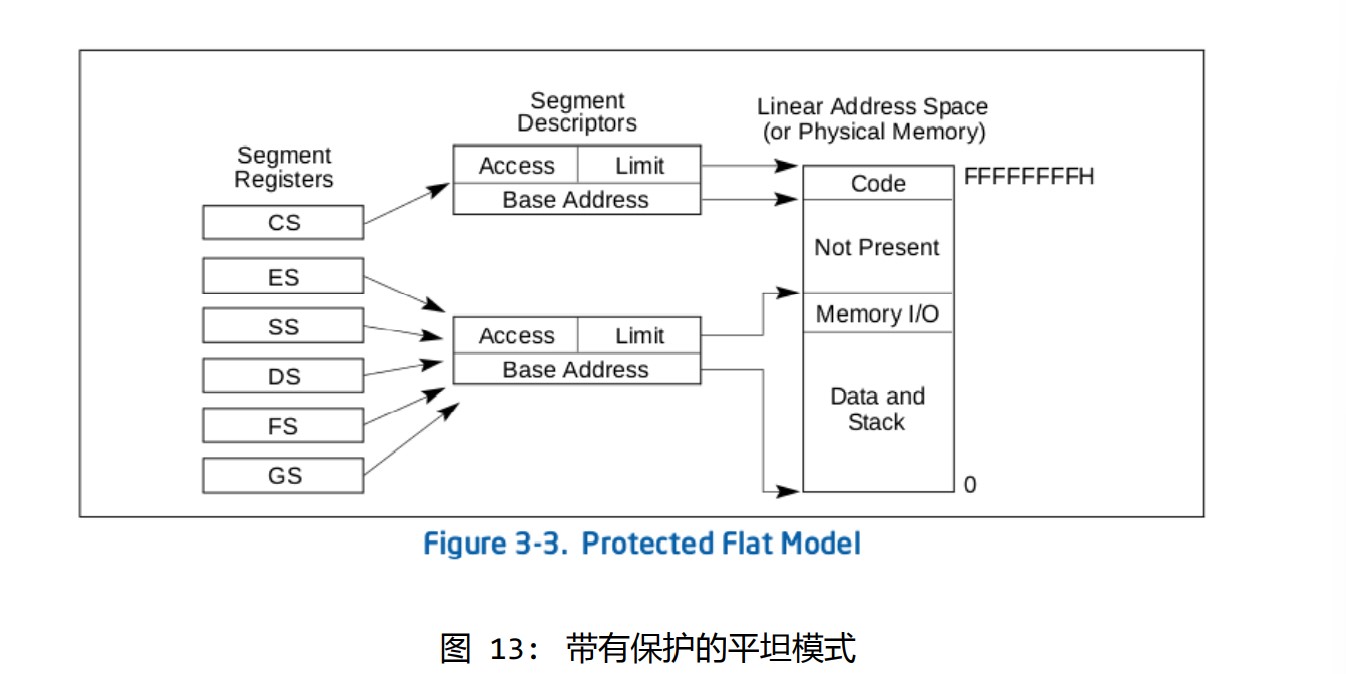 Segment
Registers
CS
ES
SS
DS
FS
GS
Segment
Descriptors
Access
Limit
Base Address
Access
Limit
Base Address
Linear Address Space
(or Physical Memory)
Code
FFFFFFFFH
Not Present
Memory I/O
Data and
Stack
0
Figure 3-3. Protected Flat Model
图 13: 带有保护的平坦模式